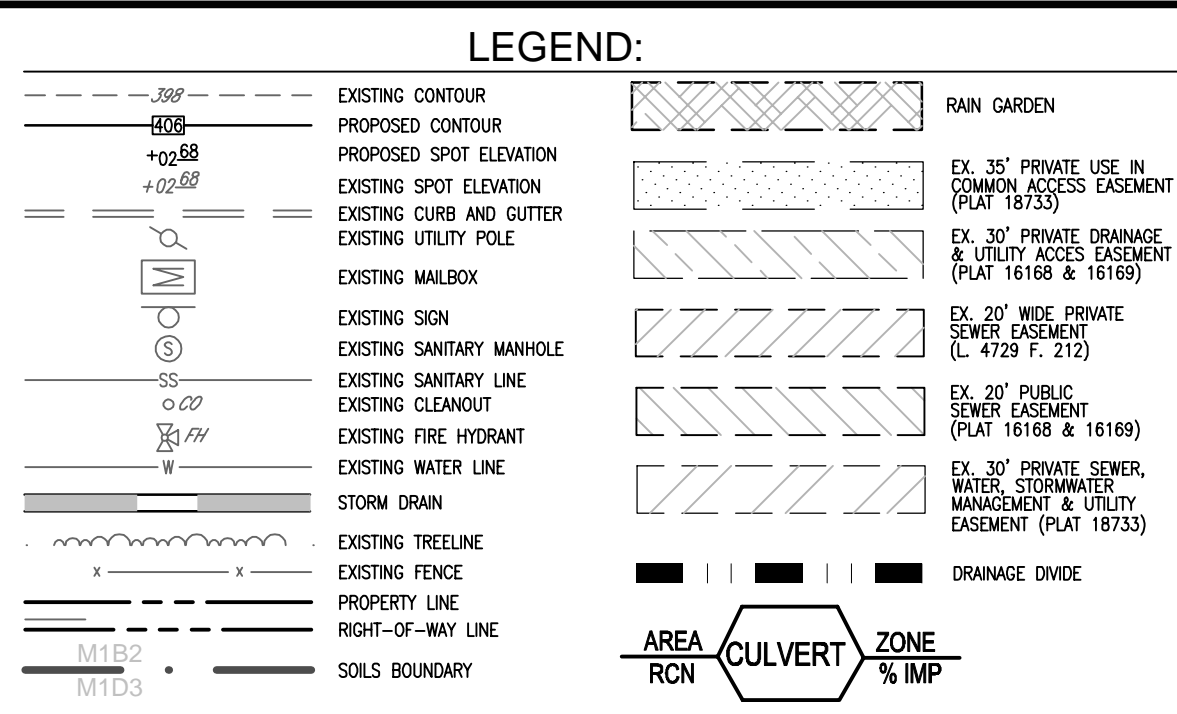 LEGEND:
398 EXISTING CONTOUR
406 PROPOSED CONTOUR
+02 68 PROPOSED SPOT ELEVATION
+02 68 EXISTING SPOT ELEVATION
EXISTING CURB AND GUTTER
EXISTING UTILITY POLE
EXISTING MAILBOX
EXISTING SIGN
S EXISTING SANITARY MANHOLE
SS EXISTING SANITARY LINE
CO EXISTING CLEANOUT
FH EXISTING FIRE HYDRANT
W EXISTING WATER LINE
STORM DRAIN
EXISTING TREELINE
x x EXISTING FENCE
PROPERTY LINE
RIGHT-OF-WAY LINE
M1B2
SOILS BOUNDARY
M1D3
RAIN GARDEN
EX. 35' PRIVATE USE IN
COMMON ACCESS EASEMENT
(PLAT 18733)
EX. 30' PRIVATE DRAINAGE
& UTILITY ACCES EASEMENT
(PLAT 16168 & 16169)
EX. 20' WIDE PRIVATE
SEWER EASEMENT
(L. 4729 F. 212)
EX. 20' PUBLIC
SEWER EASEMENT
(PLAT 16168 & 16169)
EX. 30' PRIVATE SEWER,
WATER, STORMWATER
MANAGEMENT & UTILITY
EASEMENT (PLAT 18733)
DRAINAGE DIVIDE
AREA CULVERT ZONE
RCN % IMP